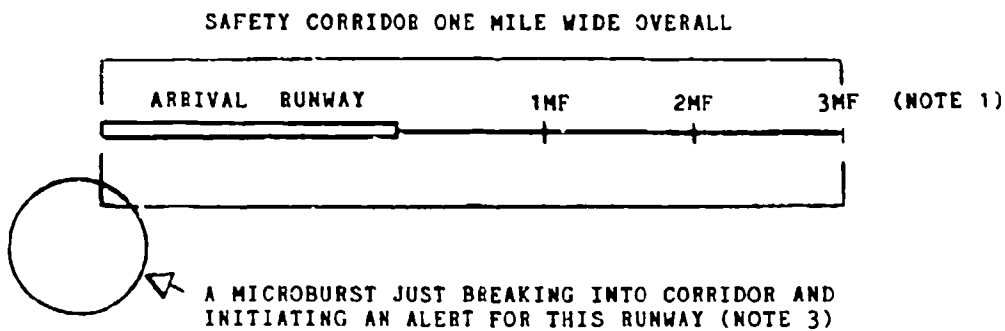 SAFETY CORRIDOR ONE MILE WIDE OVERALL
ARRIVAL RUNWAY 1MF 2MF 3MF (NOTE 1)
A MICROBURST JUST BREAKING INTO CORRIDOR AND
INITIATING AN ALERT FOR THIS RUNWAY (NOTE 3)